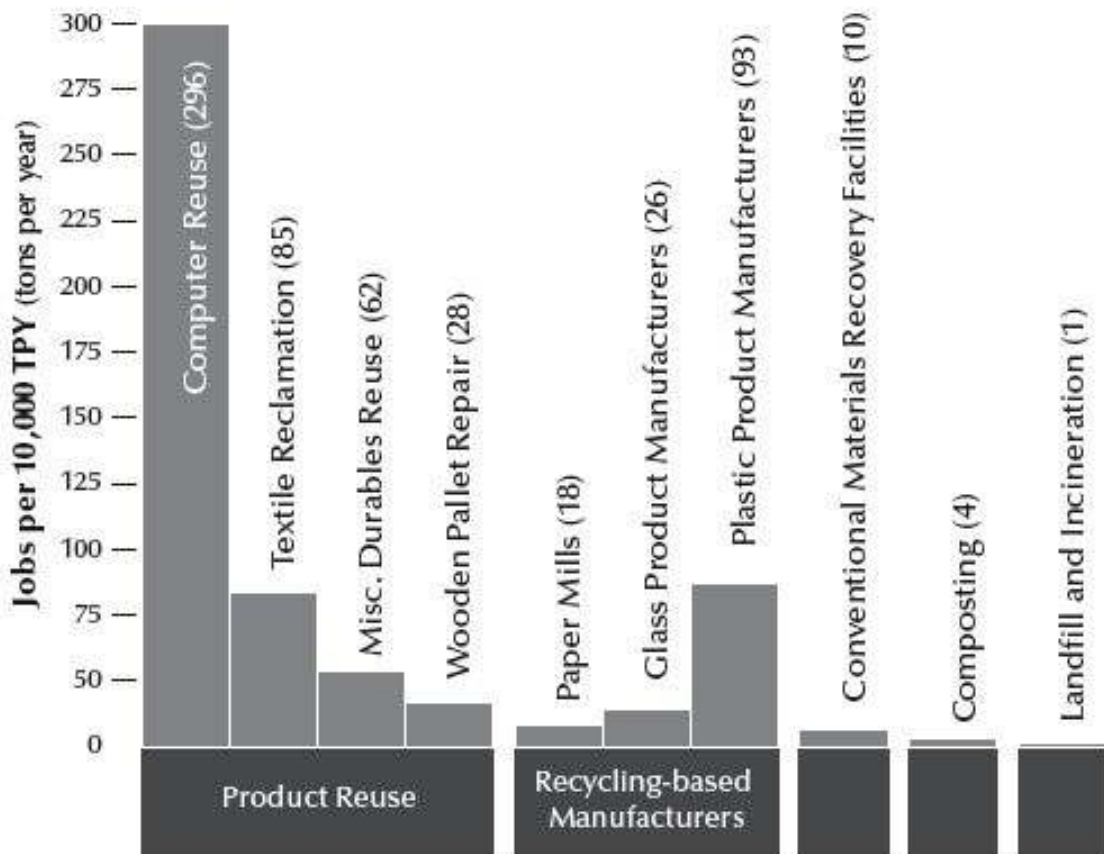 Jobs per 10,000 TPY (tons per year)
300
275
250
225
200
175
150
125
100
75
50
0
Computer Reuse (296)
Textile Reclamation (85)
Misc. Durables Reuse (62)
Wooden Pallet Repair (28)
Paper Mills (18)
Glass Product Manufacturers (26)
Plastic Product Manufacturers (93)
Conventional Materials Recovery Facilities (10)
Composting (4)
Landfill and Incineration (1)
Product Reuse
Recycling-based
Manufacturers